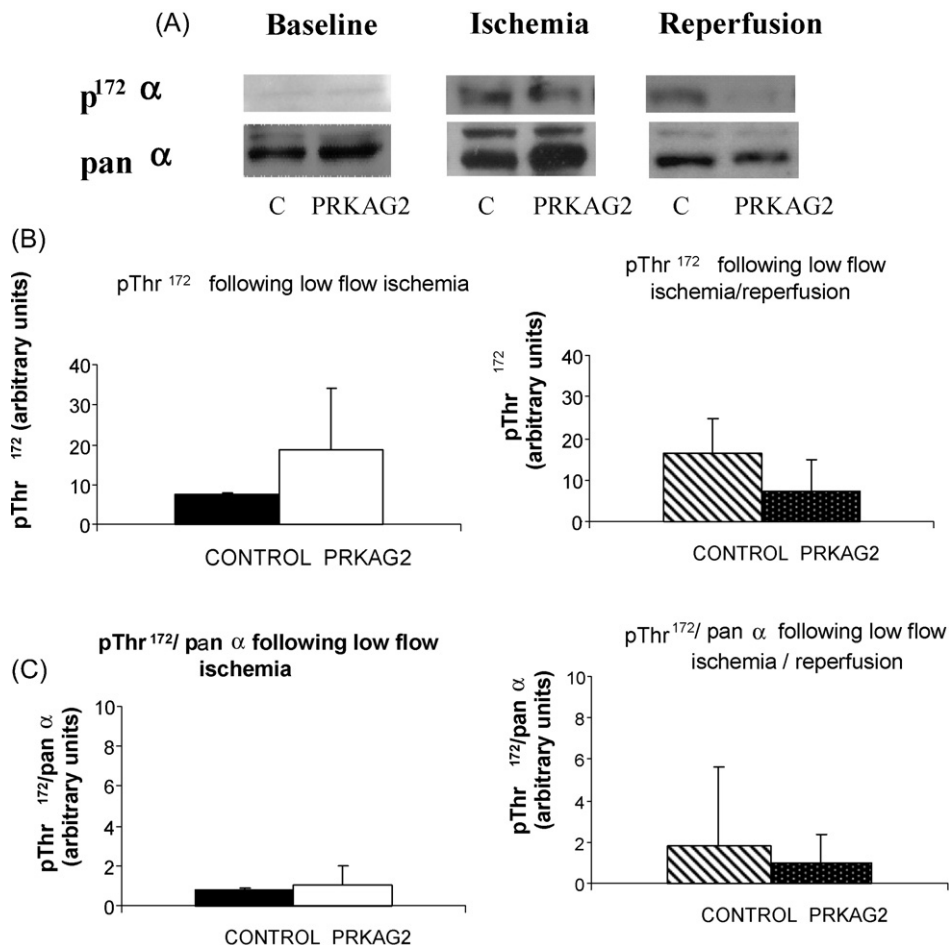 (A)
Baseline Ischemia Reperfusion
p172 α
pan α
C PRKAG2 C PRKAG2 C PRKAG2
(B)
pThr 172 following low flow ischemia
pThr 172 (arbitrary units)
40
30
20
10
0
CONTROL PRKAG2
pThr 172 following low flow
ischemia/reperfusion
pThr 172
(arbitrary units)
40
30
20
10
0
CONTROL PRKAG2
(C)
pThr 172/ pan α following low flow
ischemia
pThr 172/pan α
(arbitrary units)
10
8
6
4
2
0
CONTROL PRKAG2
pThr 172/ pan α following low flow
ischemia / reperfusion
pThr 172/pan α
(arbitrary units)
10
8
6
4
2
0
CONTROL PRKAG2